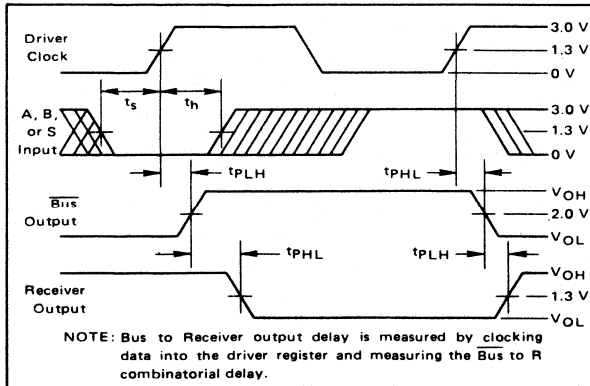 Driver
Clock
3.0 V
1.3 V
0 V
ts
th
A, B,
or S
Input
3.0 V
1.3 V
0 V
tPLH
tPHL
Bus
Output
VOH
2.0 V
VOL
tPHL
tPLH
Receiver
Output
VOH
1.3 V
VOL
NOTE: Bus to Receiver output delay is measured by clocking
data into the driver register and measuring the Bus to R
combinatorial delay.